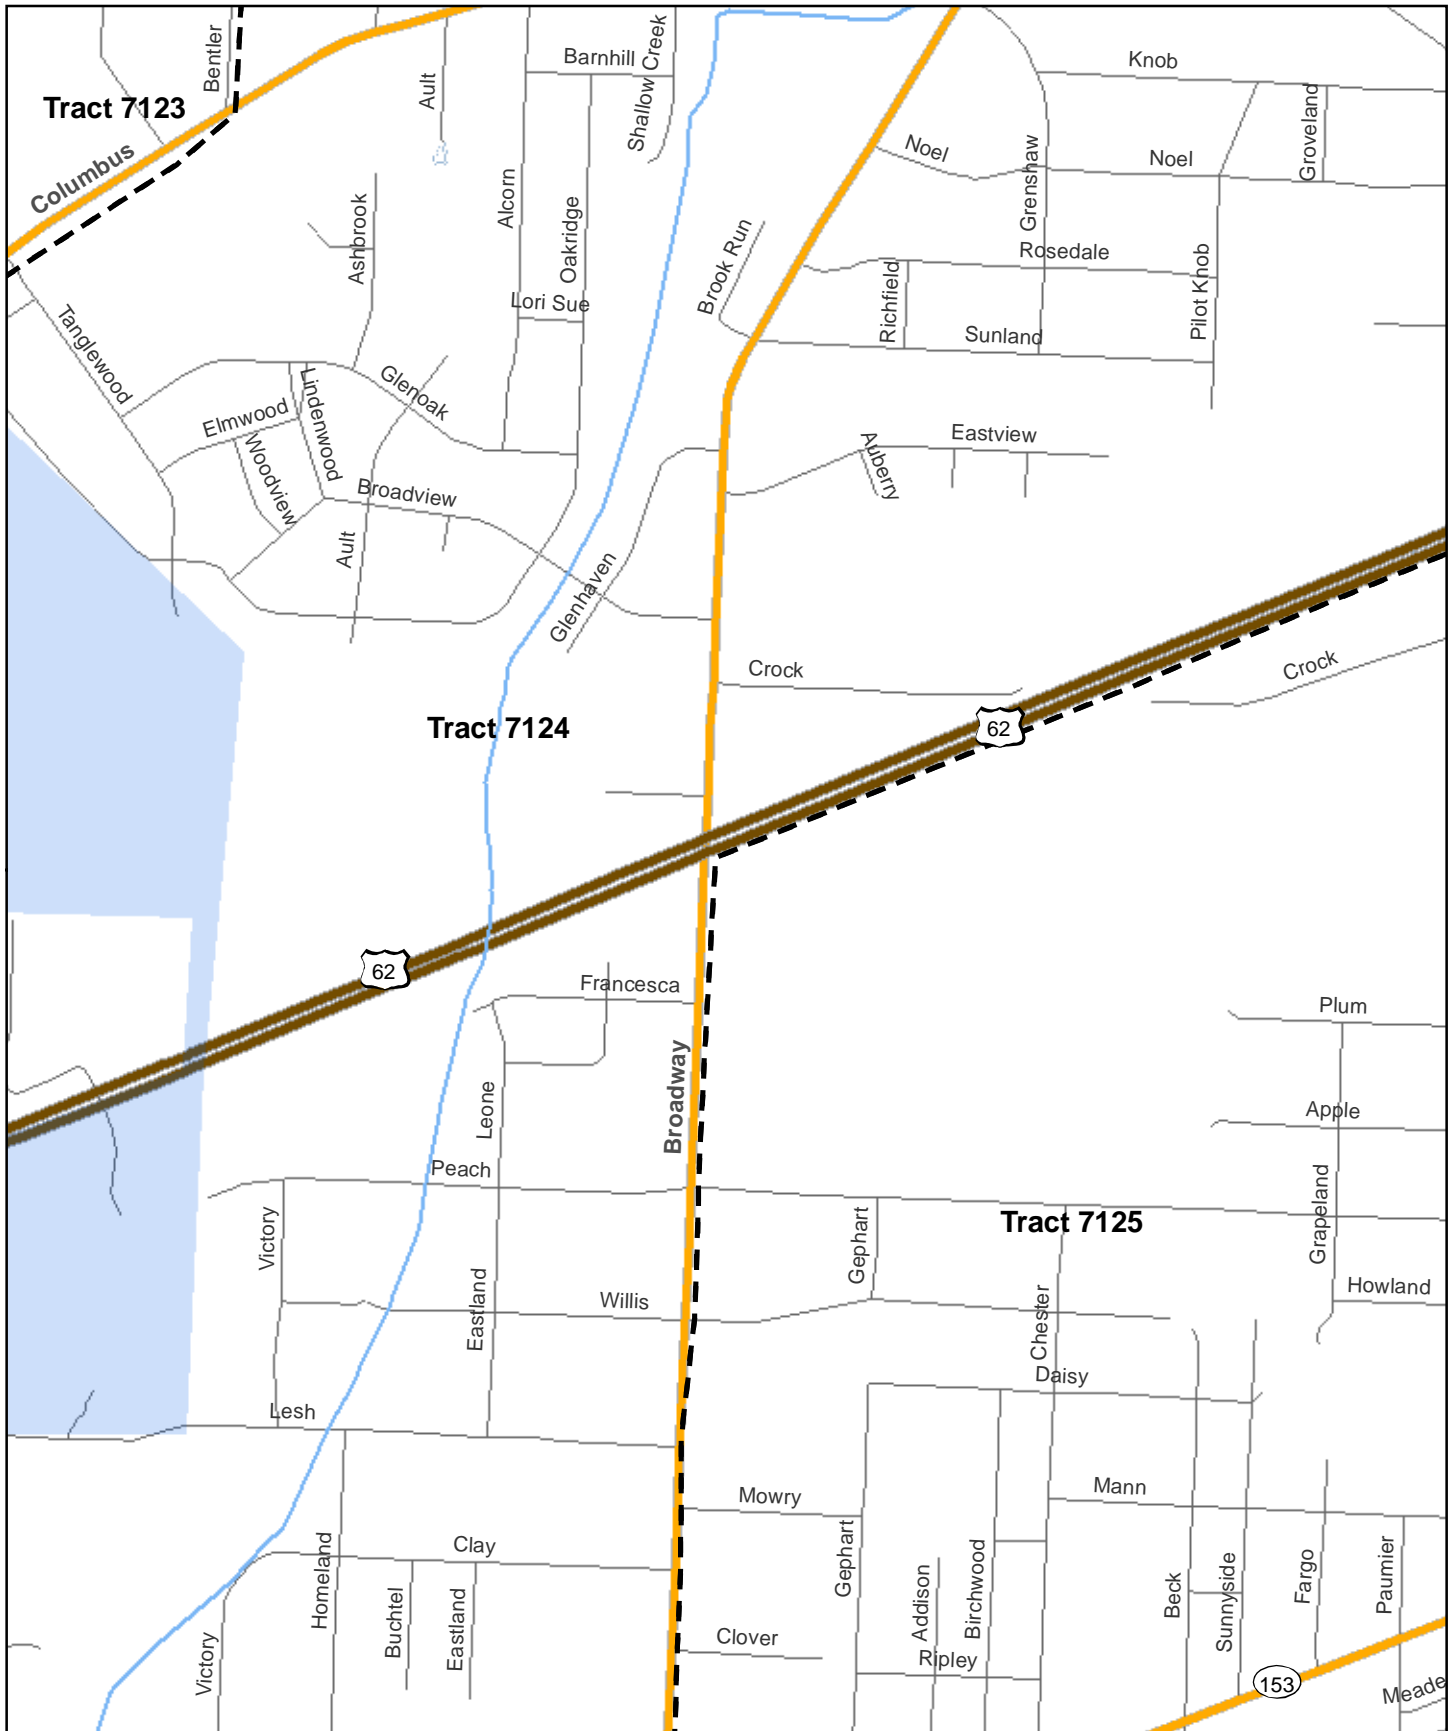 Bentler
Ault
Barnhill
Shallow Creek
Knob
Tract 7123
Columbus
Noel
Grenshaw
Noel
Groveland
Alcorn
Oakridge
Ashbrook
Brook Run
Rosedale
Richfield
Pilot Knob
Lori Sue
Sunland
Tanglewood
Glenoak
Lindenwood
Elmwood
Woodview
Broadview
Ault
Auberry
Eastview
Glenhaven
Crock
Crock
Tract 7124
62
62
Francesca
Plum
Broadway
Leone
Apple
Peach
Grapeland
Victory
Gephart
Tract 7125
Eastland
Willis
Chester
Howland
Daisy
Lesh
Mowry
Mann
Homeland
Clay
Gephart
Birchwood
Addison
Beck
Sunnyside
Fargo
Paumier
Buchtel
Eastland
Victory
Clover
Ripley
153
Meade